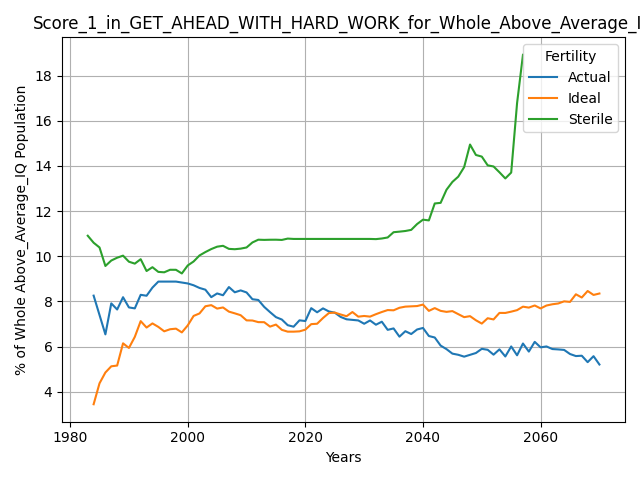 Score_1_in_GET_AHEAD_WITH_HARD_WORK_for_Whole_Above_Average_I
Fertility
Actual
Ideal
Sterile
% of Whole Above_Average_IQ Population
18
16
14
12
10
8
6
4
1980
2000
2020
2040
2060
Years